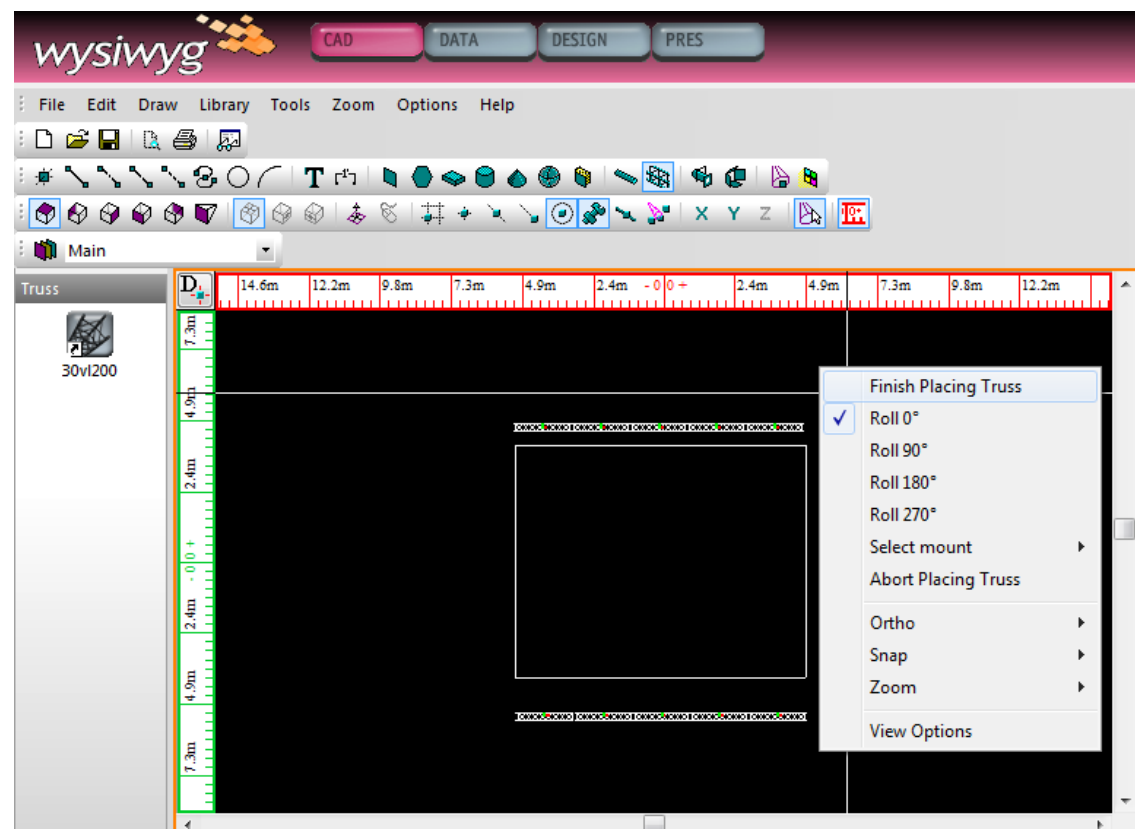 wysiwyg CAD DATA DESIGN PRES
File Edit Draw Library Tools Zoom Options Help
T
X Y Z
Main
Truss
D 14.6m 12.2m 9.8m 7.3m 4.9m 2.4m - 0 0 + 2.4m 4.9m 7.3m 9.8m 12.2m
30vl200
7.3m
4.9m
2.4m
- 0 0 +
2.4m
4.9m
7.3m
Finish Placing Truss
Roll 0°
Roll 90°
Roll 180°
Roll 270°
Select mount
Abort Placing Truss
Ortho
Snap
Zoom
View Options